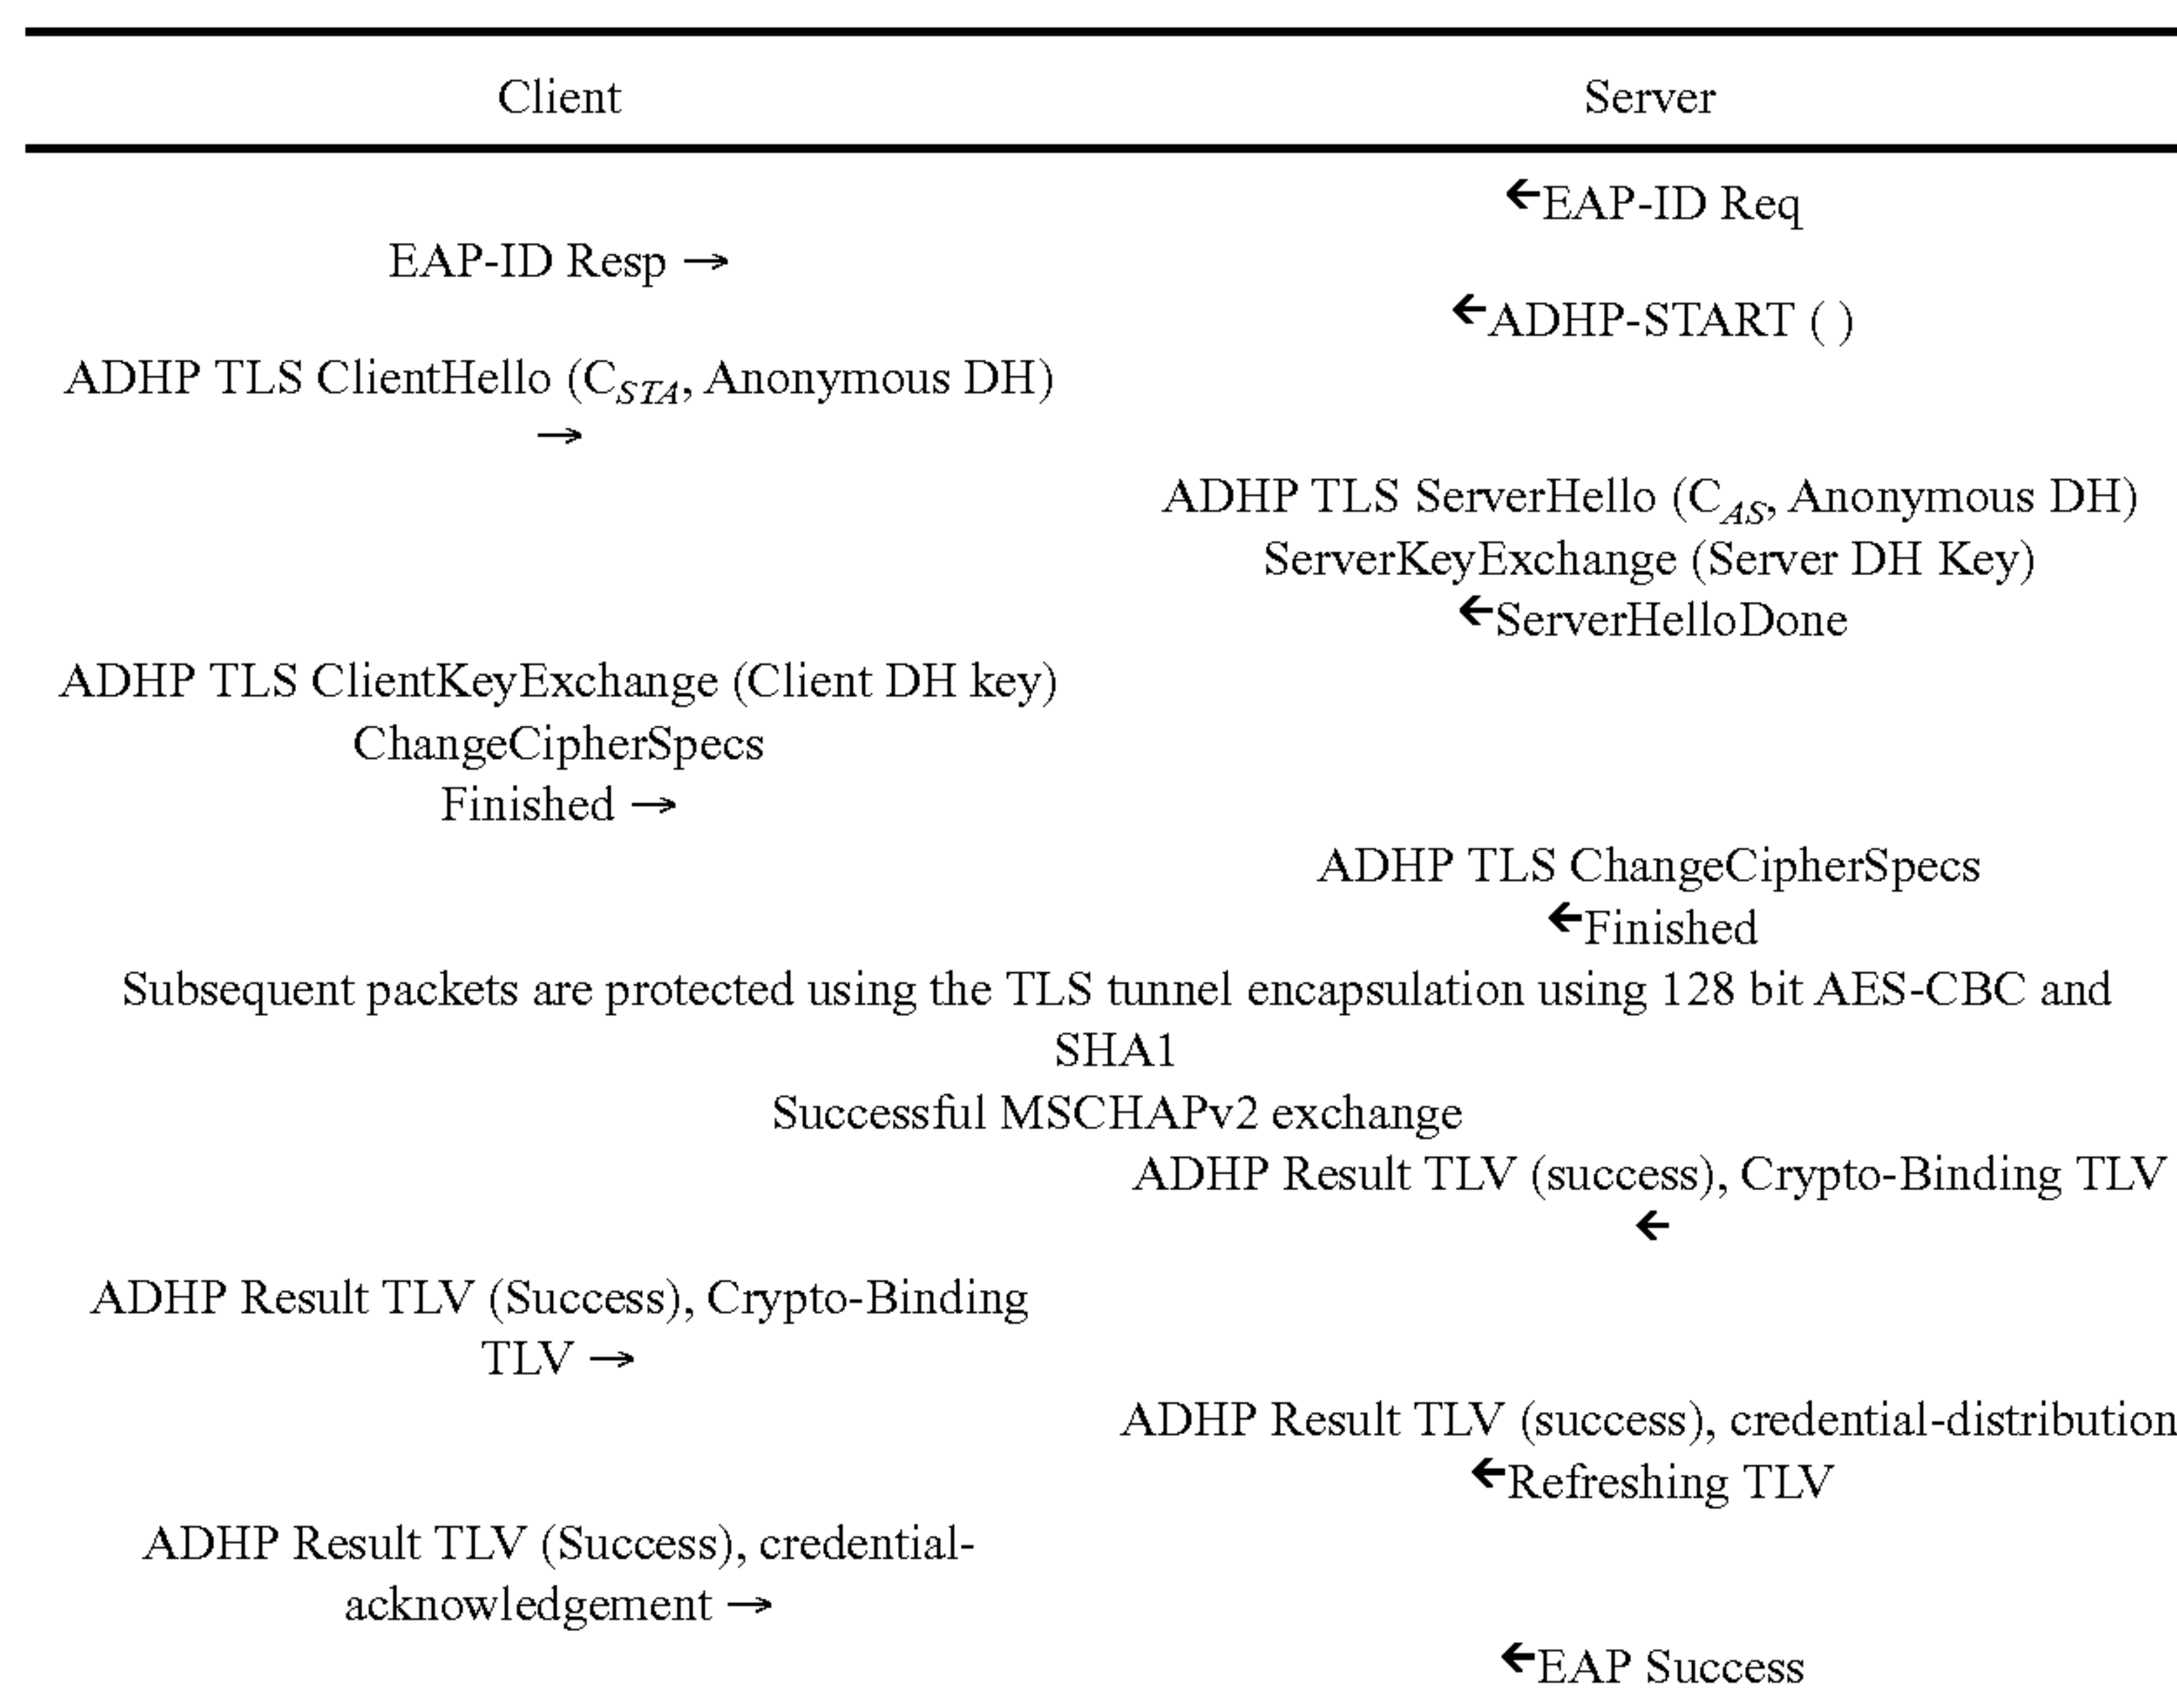 Client Server
←EAP-ID Req
EAP-ID Resp →
←ADHP-START ( )
ADHP TLS ClientHello (C_STA, Anonymous DH)
→
ADHP TLS ServerHello (C_AS, Anonymous DH)
ServerKeyExchange (Server DH Key)
←ServerHelloDone
ADHP TLS ClientKeyExchange (Client DH key)
ChangeCipherSpecs
Finished →
ADHP TLS ChangeCipherSpecs
←Finished
Subsequent packets are protected using the TLS tunnel encapsulation using 128 bit AES-CBC and
SHA1
Successful MSCHAPv2 exchange
ADHP Result TLV (success), Crypto-Binding TLV
←
ADHP Result TLV (Success), Crypto-Binding
TLV →
ADHP Result TLV (success), credential-distribution
←Refreshing TLV
ADHP Result TLV (Success), credential-
acknowledgement →
←EAP Success